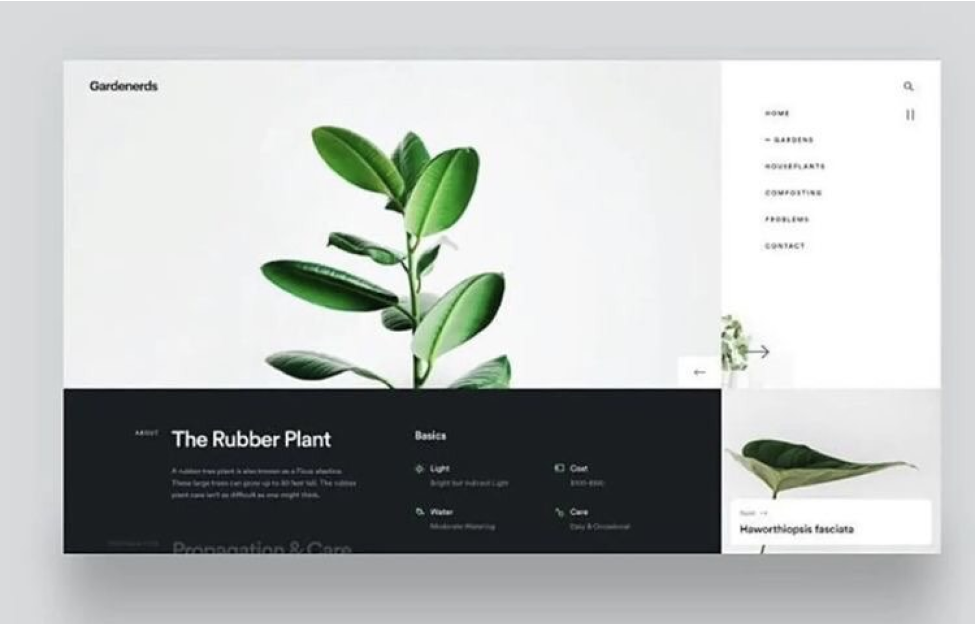 Gardenerds
HOME
— GARDENS
HOUSEPLANTS
COMPOSTING
PROBLEMS
CONTACT
ABOUT
The Rubber Plant
A rubber tree plant is also known as a Ficus elastica.
These large trees can grow up to 50 feet tall. The rubber
plant care isn't as difficult as one might think.
Basics
Light
Bright but Indirect Light
Cost
Water
Moderate Watering
Care
Easy & Occasional
Propagation & Care
Next →
Haworthiopsis fasciata